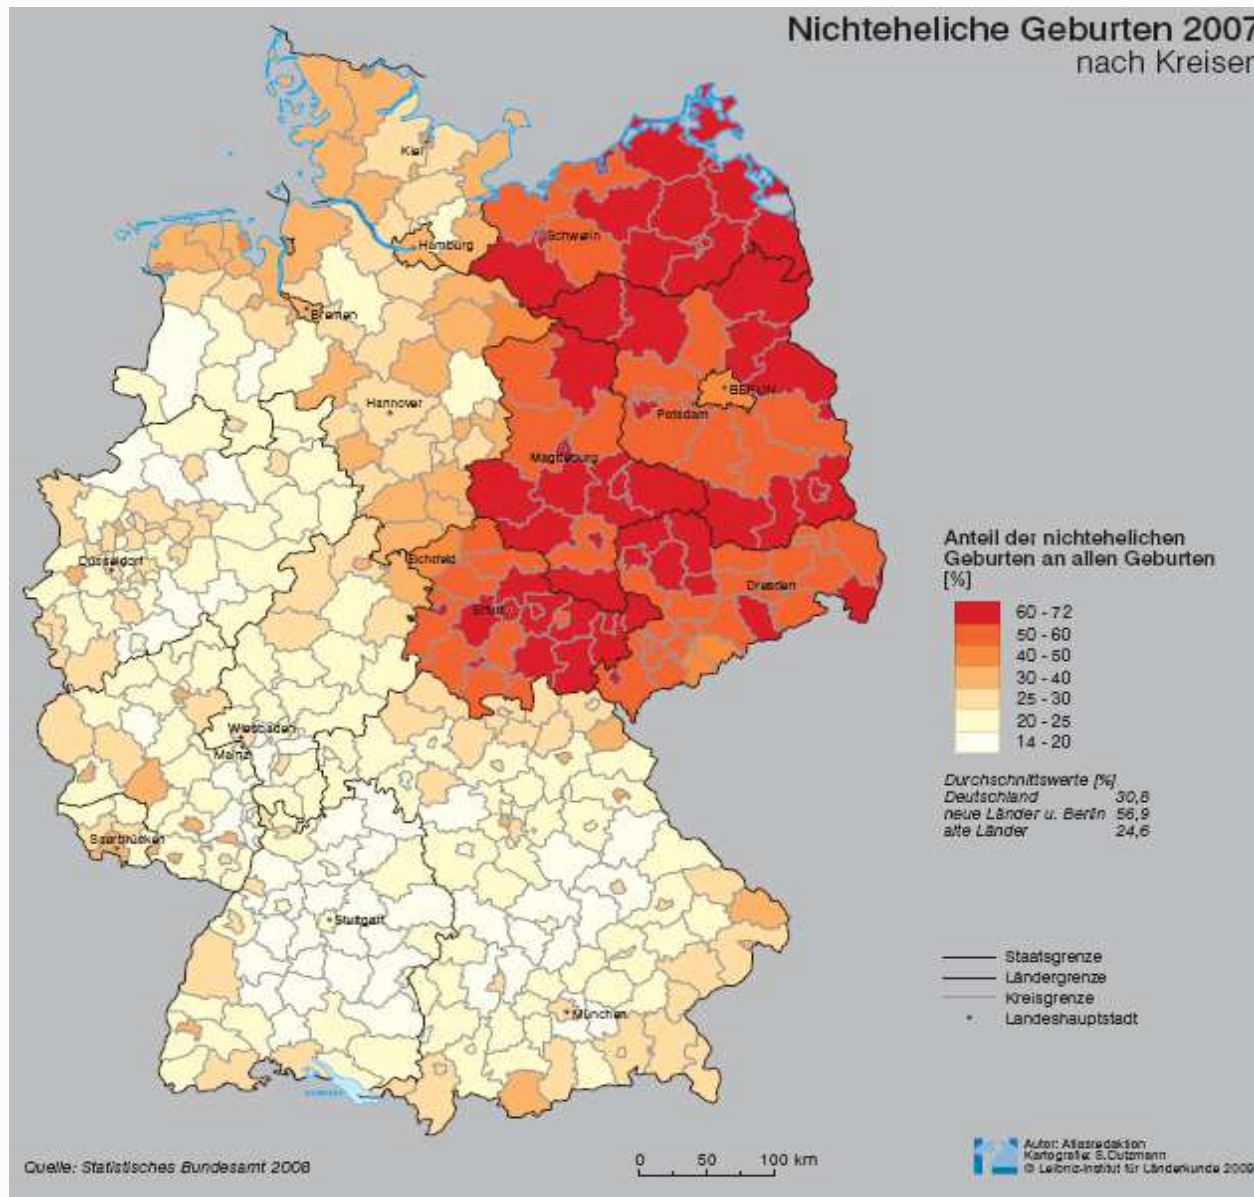 Nichteheliche Geburten 2007
nach Kreisen
Kiel
Hamburg
Schwerin
Bremen
Hannover
BERLIN
Potsdam
Magdeburg
Düsseldorf
Eichsfeld
Erfurt
Dresden
Wiesbaden
Mainz
Saarbrücken
Stuttgart
München
Anteil der nichtehelichen
Geburten an allen Geburten
[%]
60 - 72
50 - 60
40 - 50
30 - 40
25 - 30
20 - 25
14 - 20
Durchschnittswerte [%]
Deutschland 30,8
neue Länder u. Berlin 56,9
alte Länder 24,6
Staatsgrenze
Ländergrenze
Kreisgrenze
Landeshauptstadt
Quelle: Statistisches Bundesamt 2008
0 50 100 km
Autor: Atlasredaktion
Kartografie: S.Dutzmann
© Leibniz-Institut für Länderkunde 2009